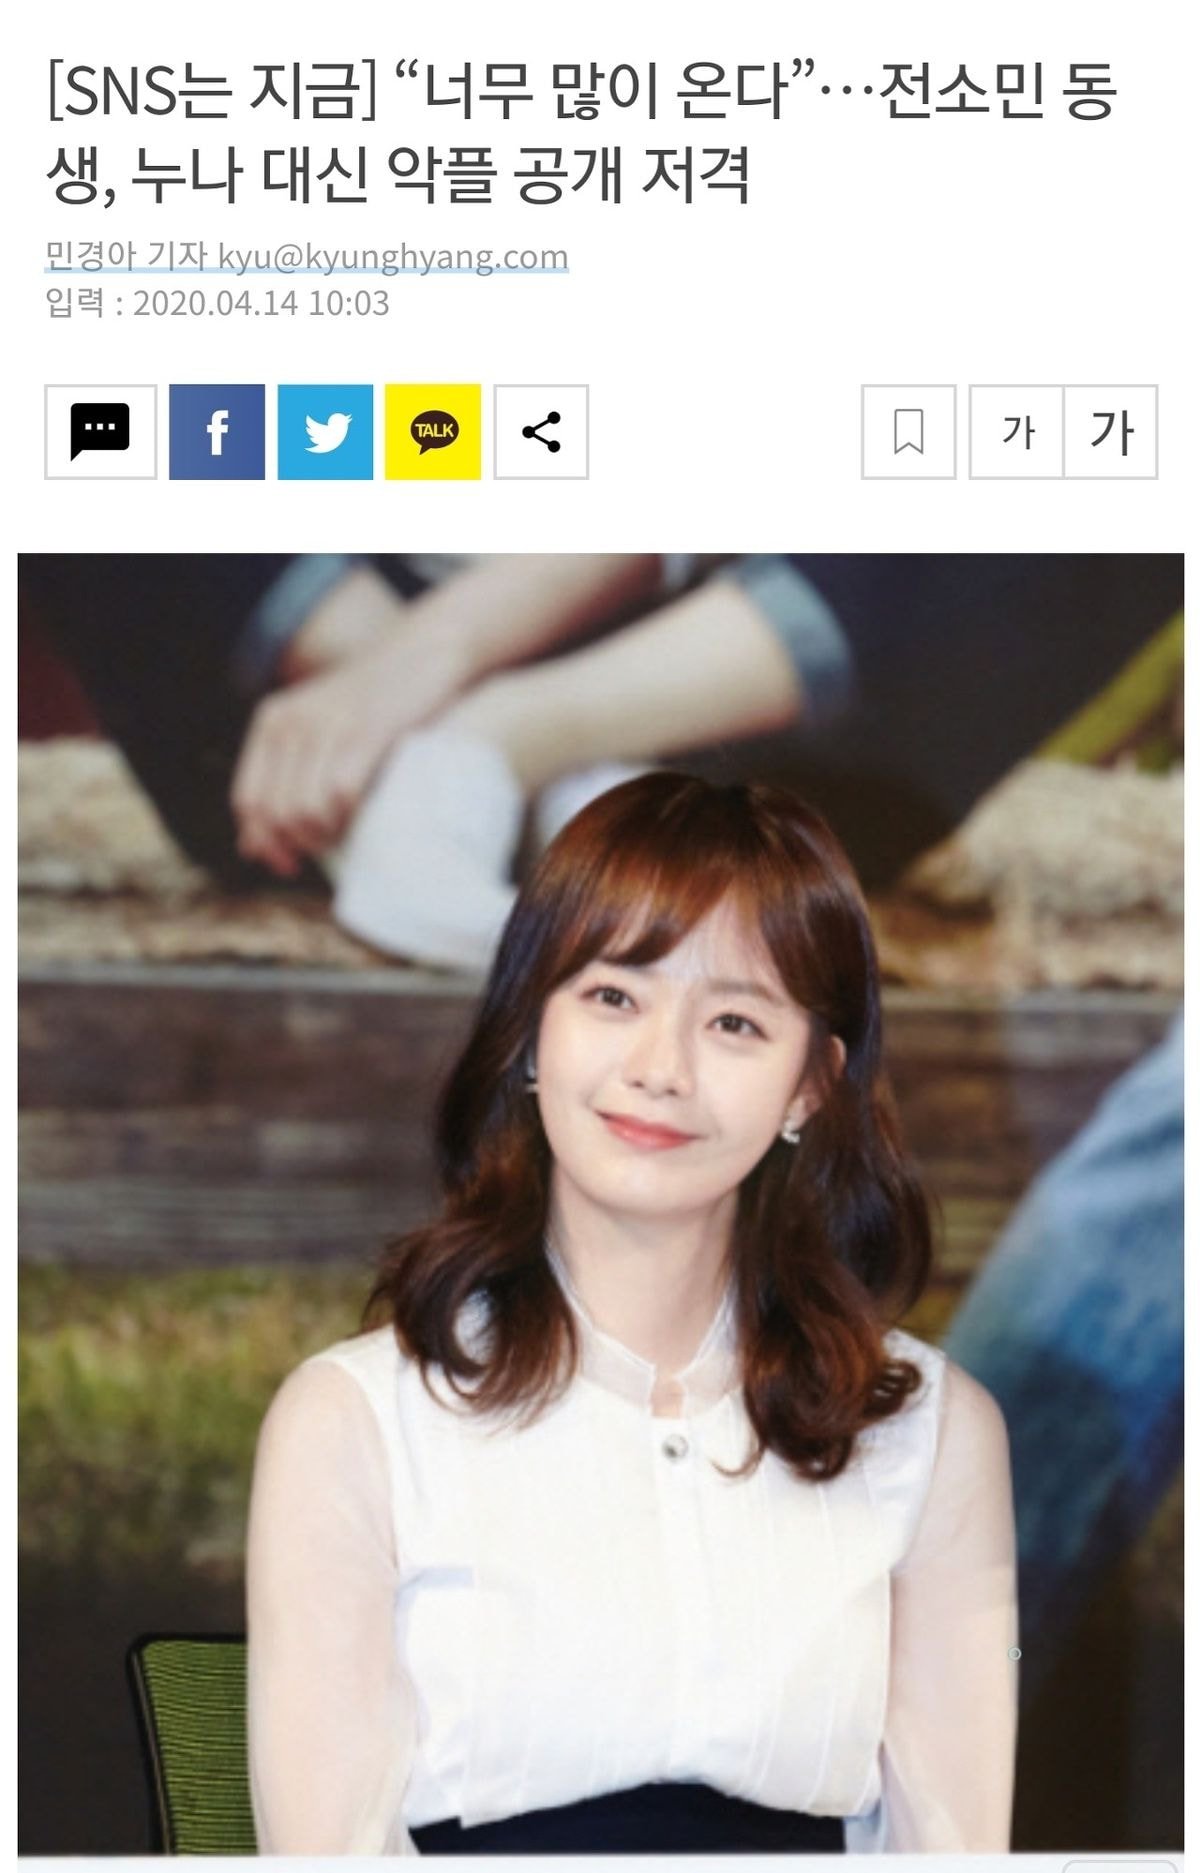 [SNS는 지금] “너무 많이 온다”…전소민 동
생, 누나 대신 악플 공개 저격
민경아 기자 kyu@kyunghyang.com
입력 : 2020.04.14 10:03
f TALK 가 가